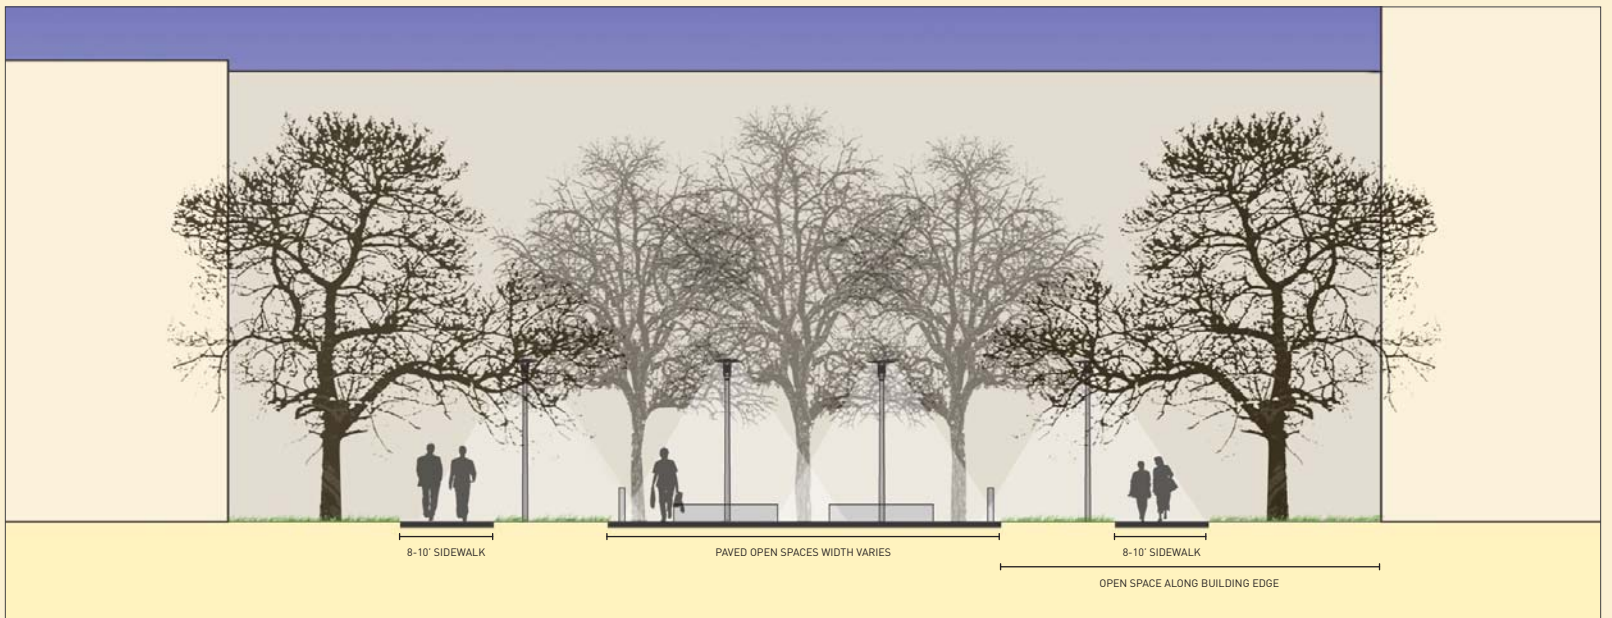 8-10' SIDEWALK
PAVED OPEN SPACES WIDTH VARIES
8-10' SIDEWALK
OPEN SPACE ALONG BUILDING EDGE